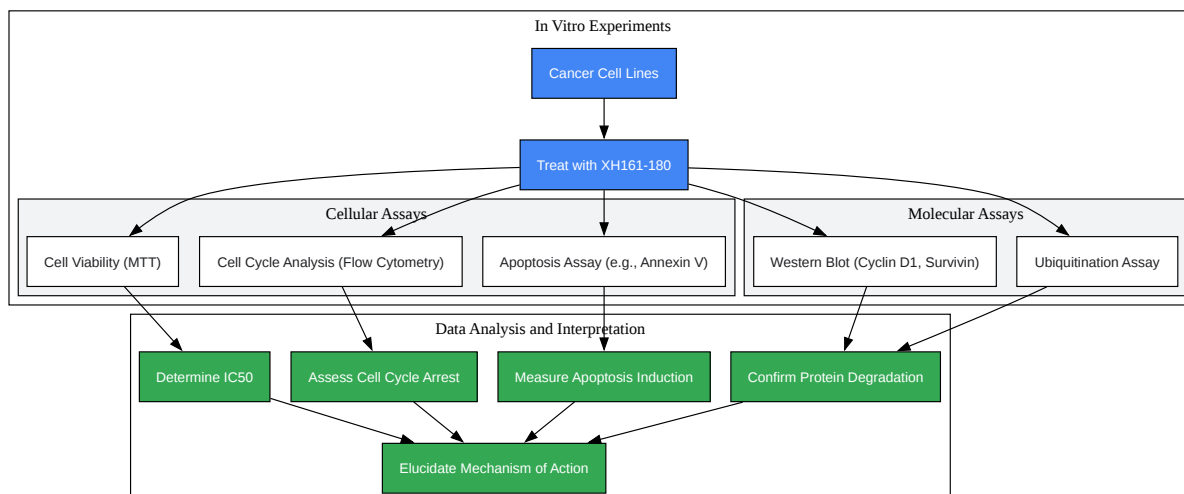 In Vitro Experiments
Cancer Cell Lines
Treat with XH161-180
Cellular Assays
Molecular Assays
Cell Viability (MTT)
Cell Cycle Analysis (Flow Cytometry)
Apoptosis Assay (e.g., Annexin V)
Western Blot (Cyclin D1, Survivin)
Ubiquitination Assay
Data Analysis and Interpretation
Determine IC50
Assess Cell Cycle Arrest
Measure Apoptosis Induction
Confirm Protein Degradation
Elucidate Mechanism of Action